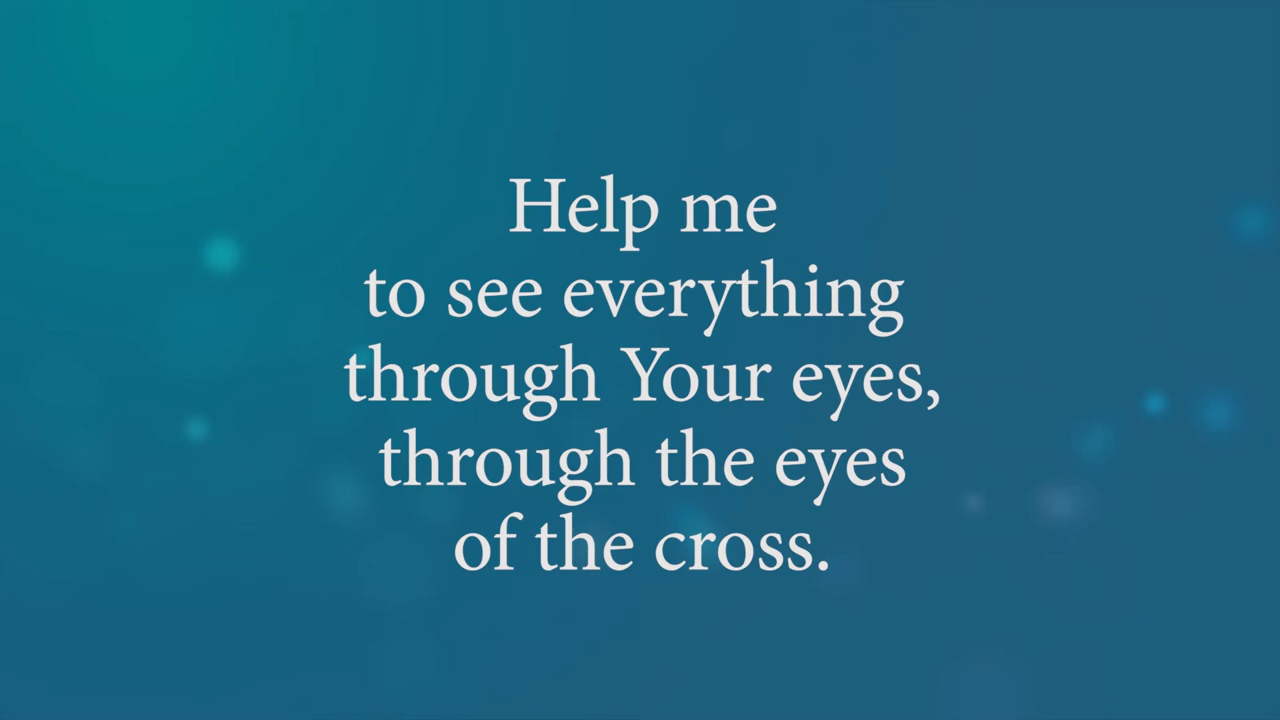 Help me
to see everything
through Your eyes,
through the eyes
of the cross.